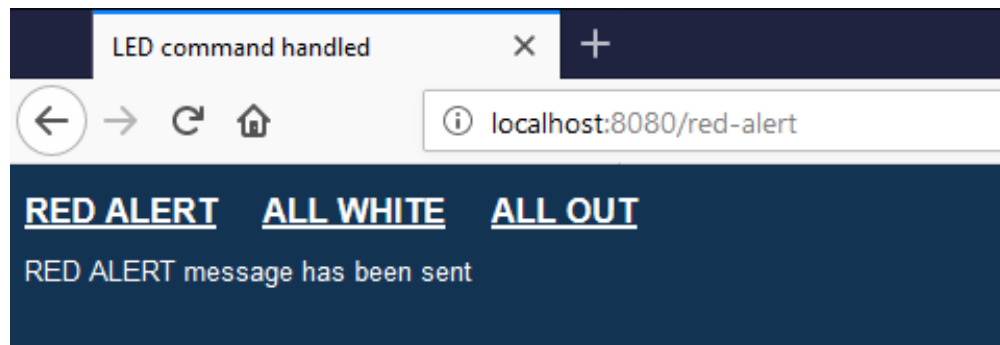 LED command handled
localhost:8080/red-alert
RED ALERT ALL WHITE ALL OUT
RED ALERT message has been sent